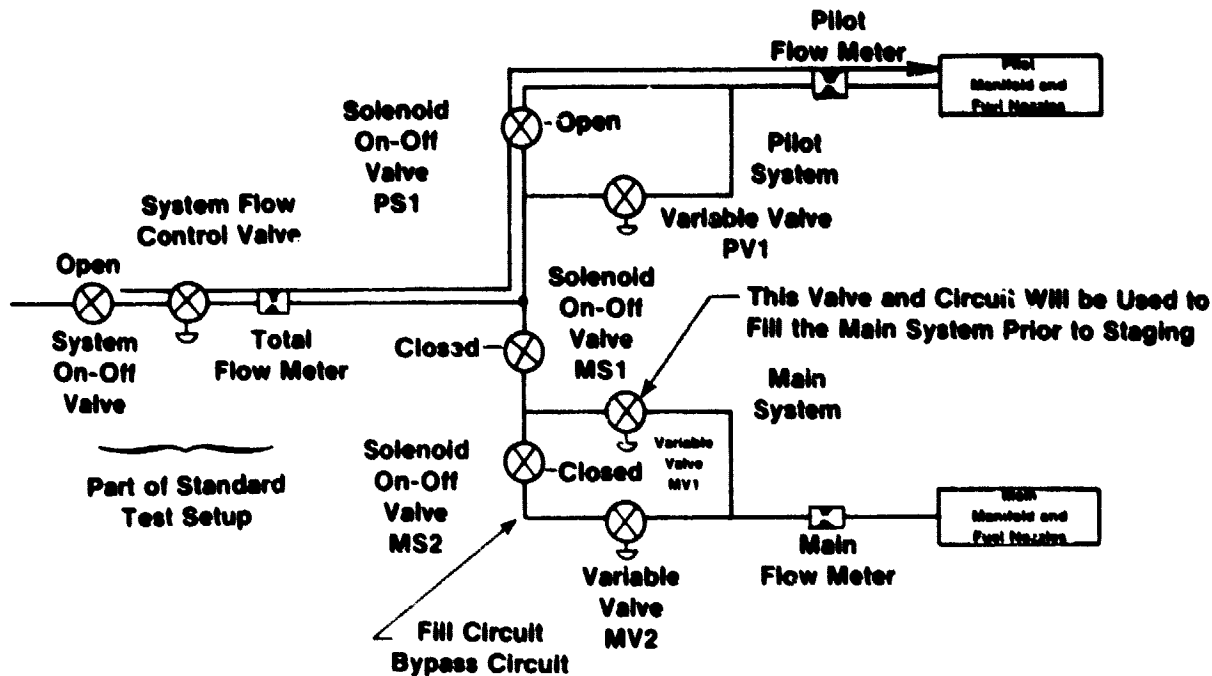 Pilot
Flow Meter
Pilot
Manifold and
Fuel Nozzles
Solenoid
On-Off
Valve
PS1
Open
Pilot
System
System Flow
Control Valve
Variable Valve
PV1
Open
Solenoid
On-Off
Valve
MS1
This Valve and Circuit Will be Used to
Fill the Main System Prior to Staging
System
On-Off
Valve
Total
Flow Meter
Closed
Main
System
Solenoid
On-Off
Valve
MS2
Closed
Variable
Valve
MV1
Part of Standard
Test Setup
Main
Manifold and
Fuel Nozzles
Main
Flow Meter
Variable
Valve
MV2
Fill Circuit
Bypass Circuit